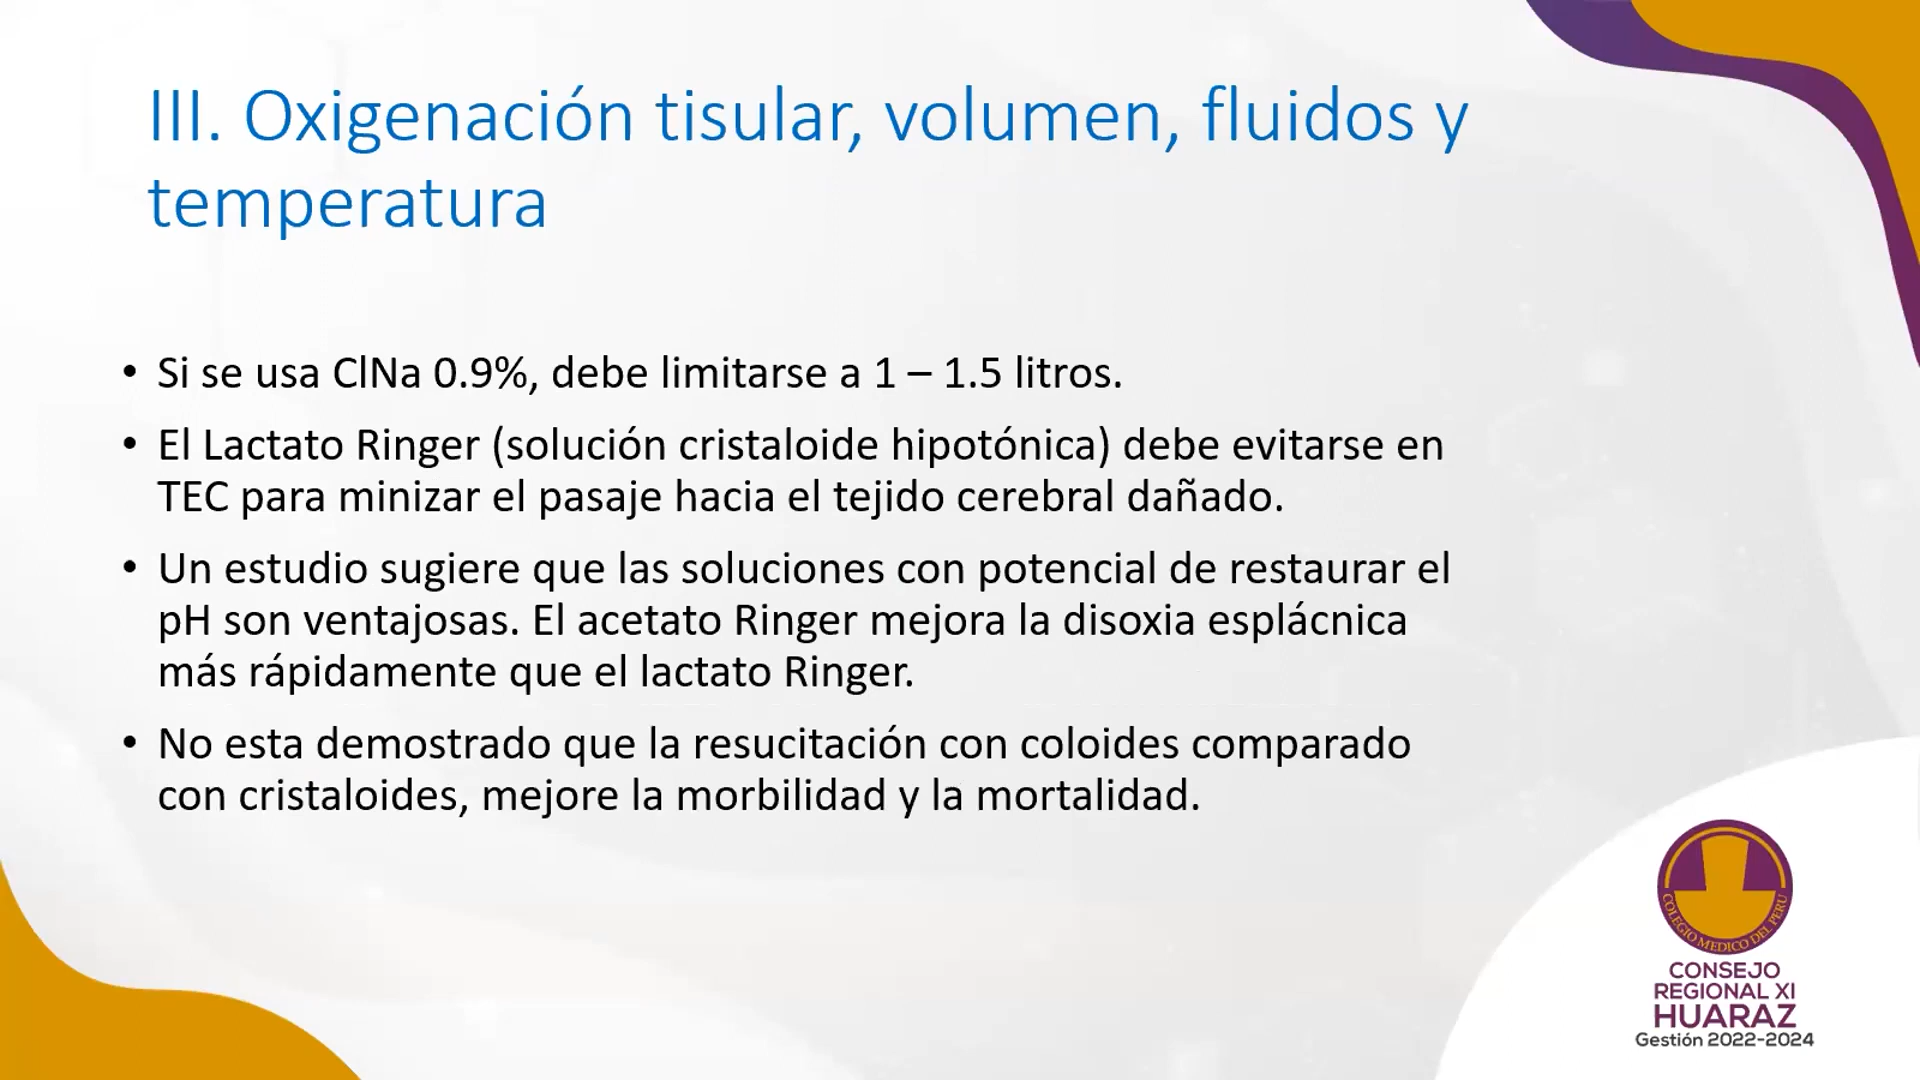 III. Oxigenación tisular, volumen, fluidos y
temperatura
• Si se usa ClNa 0.9%, debe limitarse a 1 – 1.5 litros.
• El Lactato Ringer (solución cristaloide hipotónica) debe evitarse en
TEC para minizar el pasaje hacia el tejido cerebral dañado.
• Un estudio sugiere que las soluciones con potencial de restaurar el
pH son ventajosas. El acetato Ringer mejora la disoxia esplácnica
más rápidamente que el lactato Ringer.
• No esta demostrado que la resucitación con coloides comparado
con cristaloides, mejore la morbilidad y la mortalidad.
COLEGIO MEDICO DEL PERU
CONSEJO
REGIONAL XI
HUARAZ
Gestión 2022-2024